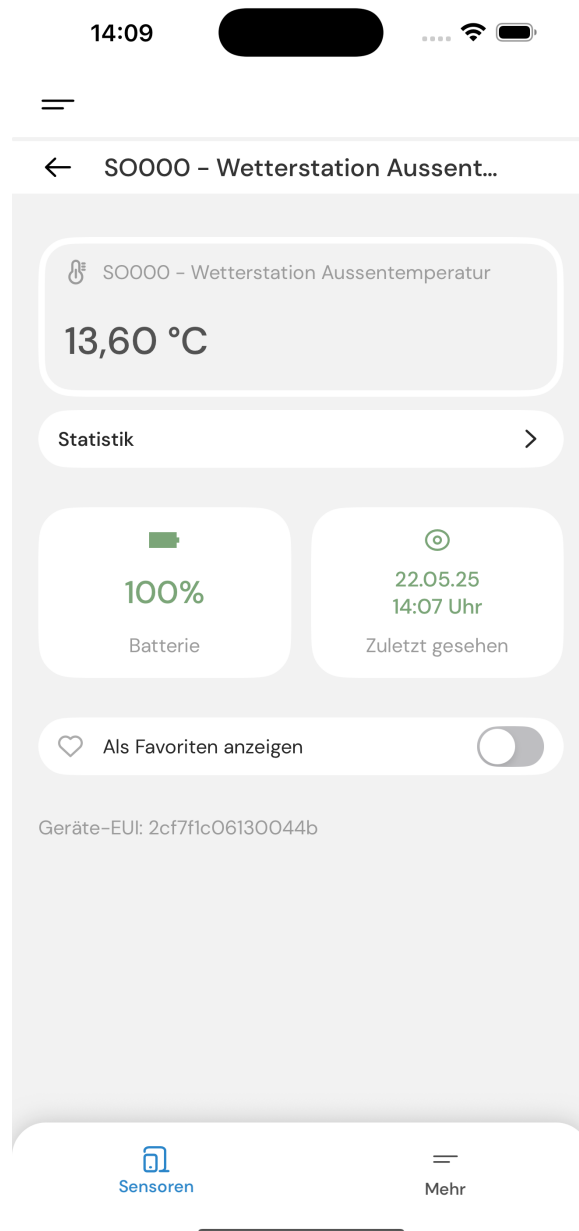 14:09
SO000 – Wetterstation Aussent...
SO000 – Wetterstation Aussentemperatur
13,60 °C
Statistik
100%
Batterie
22.05.25
14:07 Uhr
Zuletzt gesehen
Als Favoriten anzeigen
Geräte-EUI: 2cf7f1c06130044b
Sensoren
Mehr